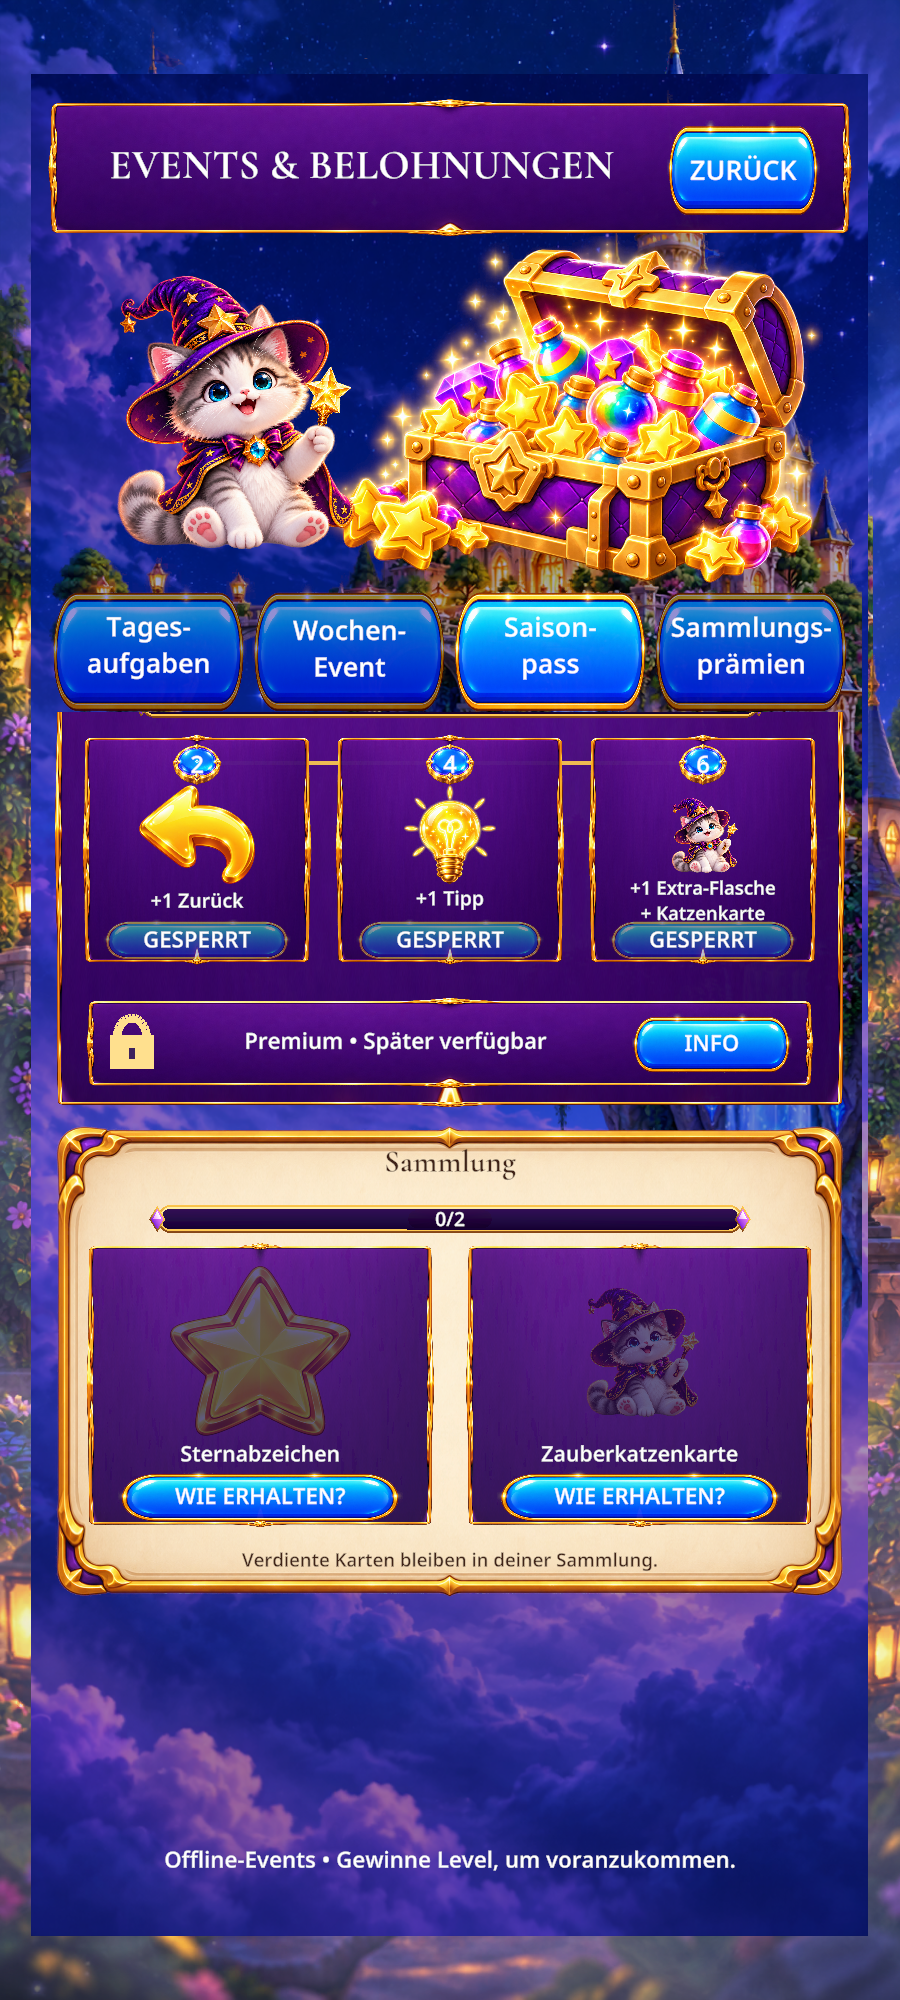 EVENTS & BELOHNUNGEN
ZURÜCK
Tages-
aufgaben
Wochen-
Event
Saison-
pass
Sammlungs-
prämien
2
4
6
+1 Zurück
+1 Tipp
+1 Extra-Flasche
+ Katzenkarte
GESPERRT
GESPERRT
GESPERRT
Premium • Später verfügbar
INFO
Sammlung
0/2
Sternabzeichen
Zauberkatzenkarte
WIE ERHALTEN?
WIE ERHALTEN?
Verdiente Karten bleiben in deiner Sammlung.
Offline-Events • Gewinne Level, um voranzukommen.